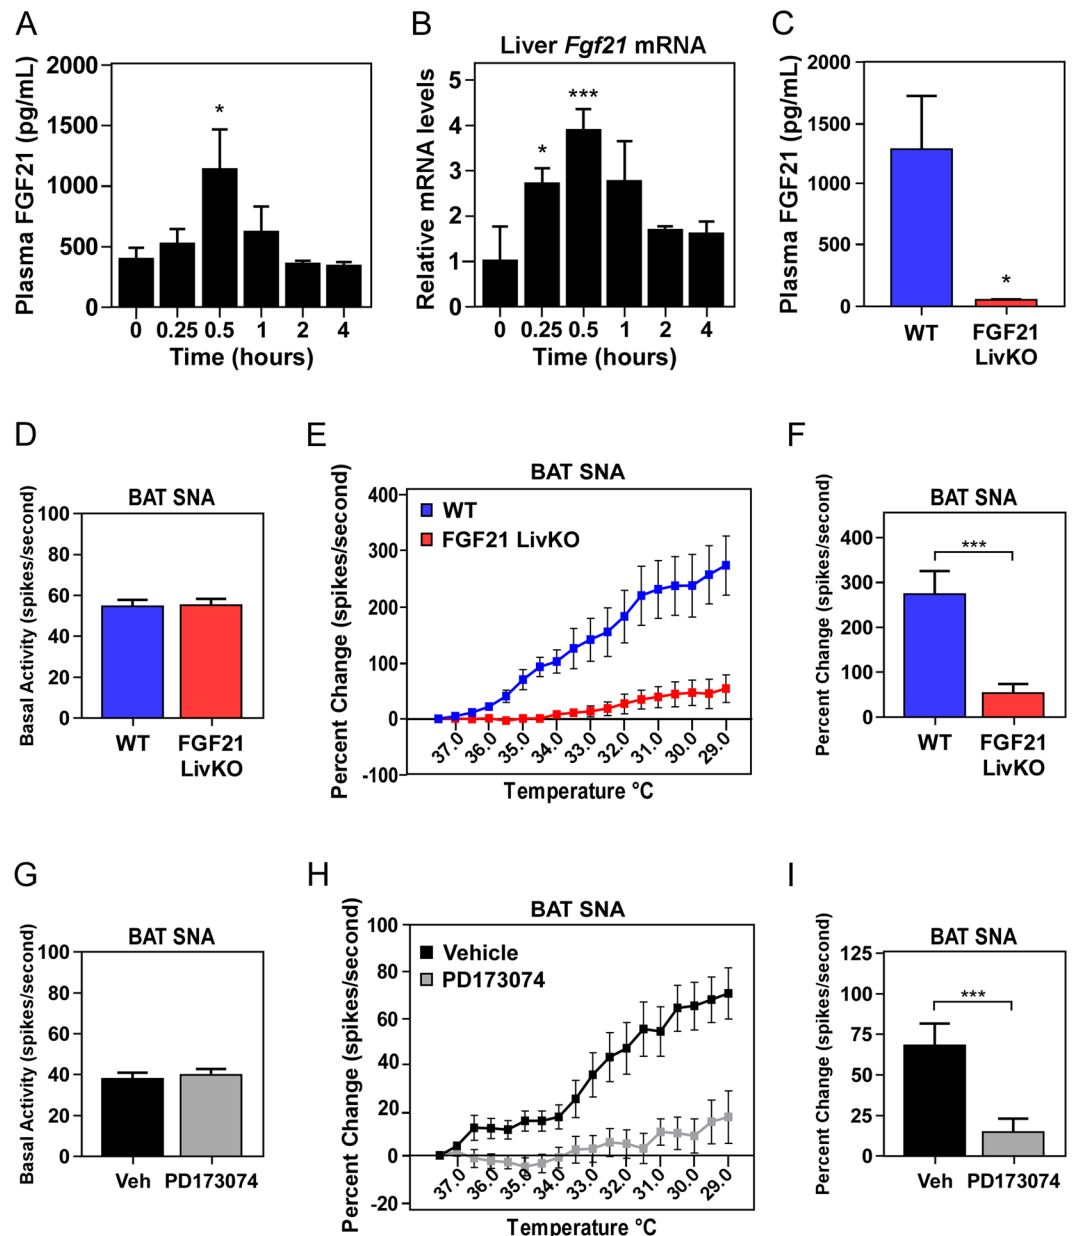 A
Plasma FGF21 (pg/mL)
2000
1500
1000
500
0
*
0 0.25 0.5 1 2 4
Time (hours)
B
Liver Fgf21 mRNA
Relative mRNA levels
5
4
3
2
1
0
*
***
0 0.25 0.5 1 2 4
Time (hours)
C
Plasma FGF21 (pg/mL)
2000
1500
1000
500
0
*
WT FGF21
LivKO
D
BAT SNA
Basal Activity (spikes/second)
100
80
60
40
20
0
WT FGF21
LivKO
E
BAT SNA
Percent Change (spikes/second)
400
300
200
100
0
-100
WT
FGF21 LivKO
37.0 36.0 35.0 34.0 33.0 32.0 31.0 30.0 29.0
Temperature °C
F
BAT SNA
Percent Change (spikes/second)
400
300
200
100
0
***
WT FGF21
LivKO
G
BAT SNA
Basal Activity (spikes/second)
100
80
60
40
20
0
Veh PD173074
H
BAT SNA
Percent Change (spikes/second)
100
80
60
40
20
0
-20
Vehicle
PD173074
37.0 36.0 35.0 34.0 33.0 32.0 31.0 30.0 29.0
Temperature °C
I
BAT SNA
Percent Change (spikes/second)
125
100
75
50
25
0
***
Veh PD173074